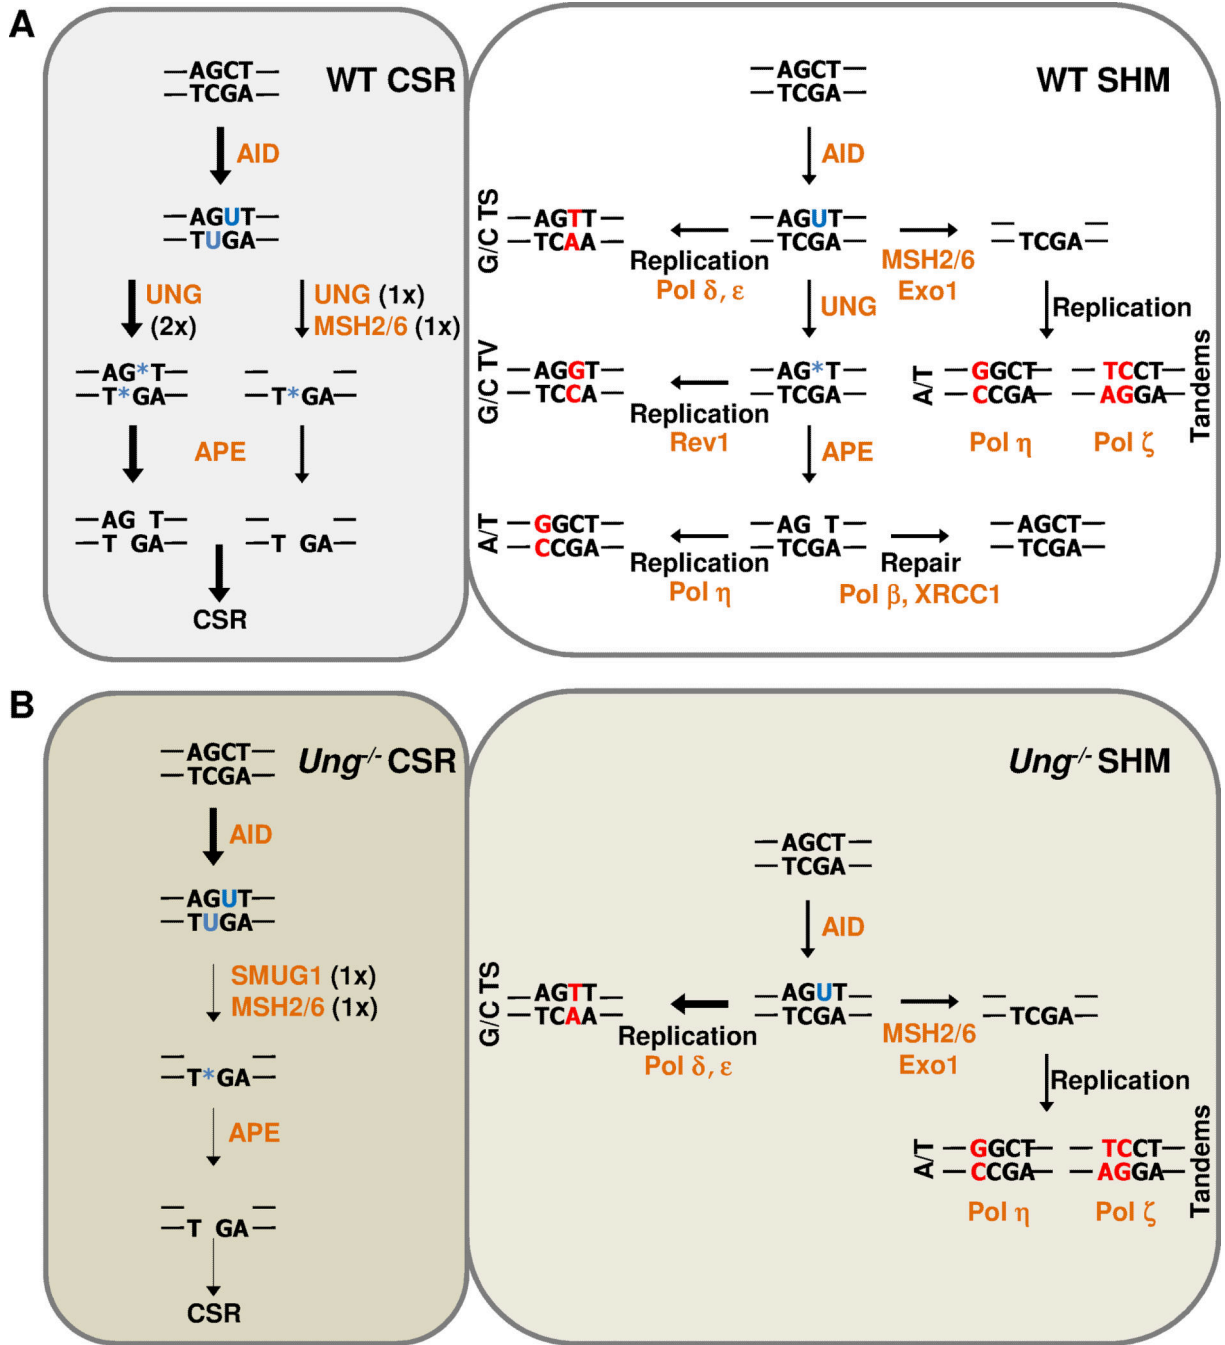 A
WT CSR
AGCT
TCGA
AID
AGUT
TUGA
UNG
(2x)
UNG (1x)
MSH2/6 (1x)
AG*T
T*GA
T*GA
APE
AG T
T GA
T GA
CSR
WT SHM
AGCT
TCGA
AID
G/C TS
AGTT
TCAA
Replication
Pol δ, ε
AGUT
TCGA
MSH2/6
Exo1
TCGA
UNG
Replication
G/C TV
AGGT
TCCA
Replication
Rev1
AG*T
TCGA
A/T
GGCT
CCGA
Pol η
TCCT
AGGA
Pol ζ
Tandems
APE
A/T
GGCT
CCGA
Replication
Pol η
AG T
TCGA
Repair
Pol β, XRCC1
AGCT
TCGA
B
Ung-/- CSR
AGCT
TCGA
AID
AGUT
TUGA
SMUG1 (1x)
MSH2/6 (1x)
T*GA
APE
T GA
CSR
Ung-/- SHM
AGCT
TCGA
AID
G/C TS
AGTT
TCAA
Replication
Pol δ, ε
AGUT
TCGA
MSH2/6
Exo1
TCGA
Replication
A/T
GGCT
CCGA
Pol η
TCCT
AGGA
Pol ζ
Tandems